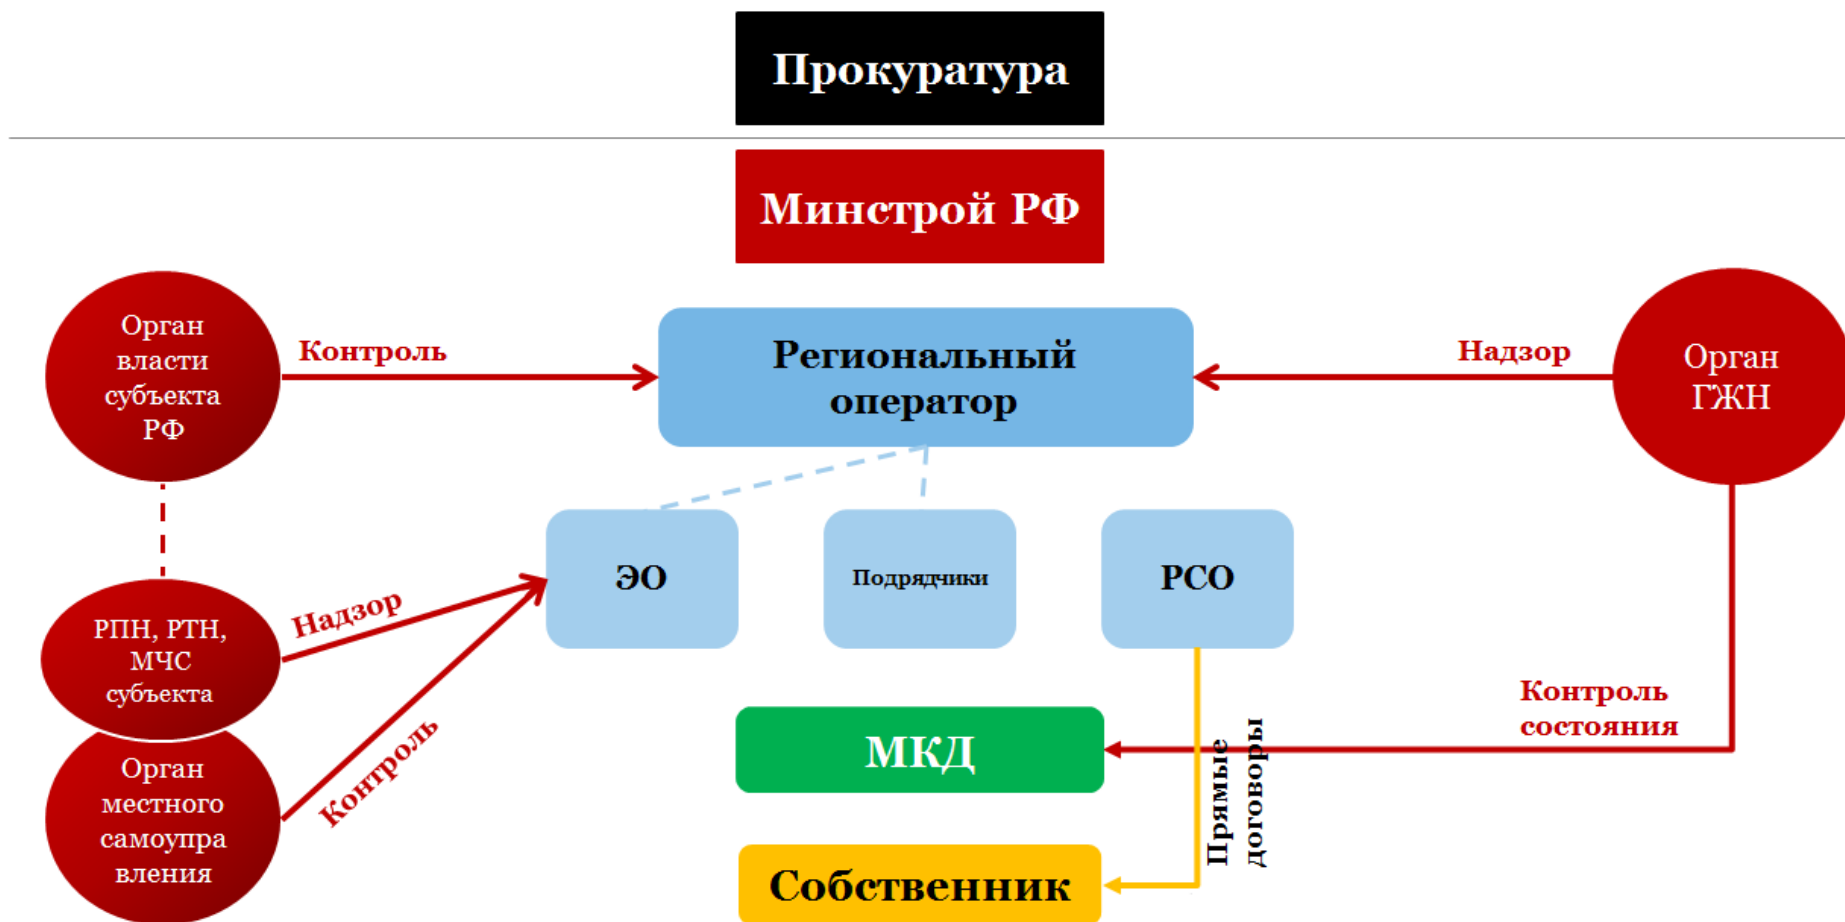 Прокуратура
Минстрой РФ
Орган
власти
субъекта
РФ
Контроль
Региональный
оператор
Надзор
Орган
ГЖН
ЭО
Подрядчики
РСО
РПН, РТН,
МЧС
субъекта
Надзор
Контроль
Орган
местного
самоупра
вления
МКД
Прямые
договоры
Контроль
состояния
Собственник